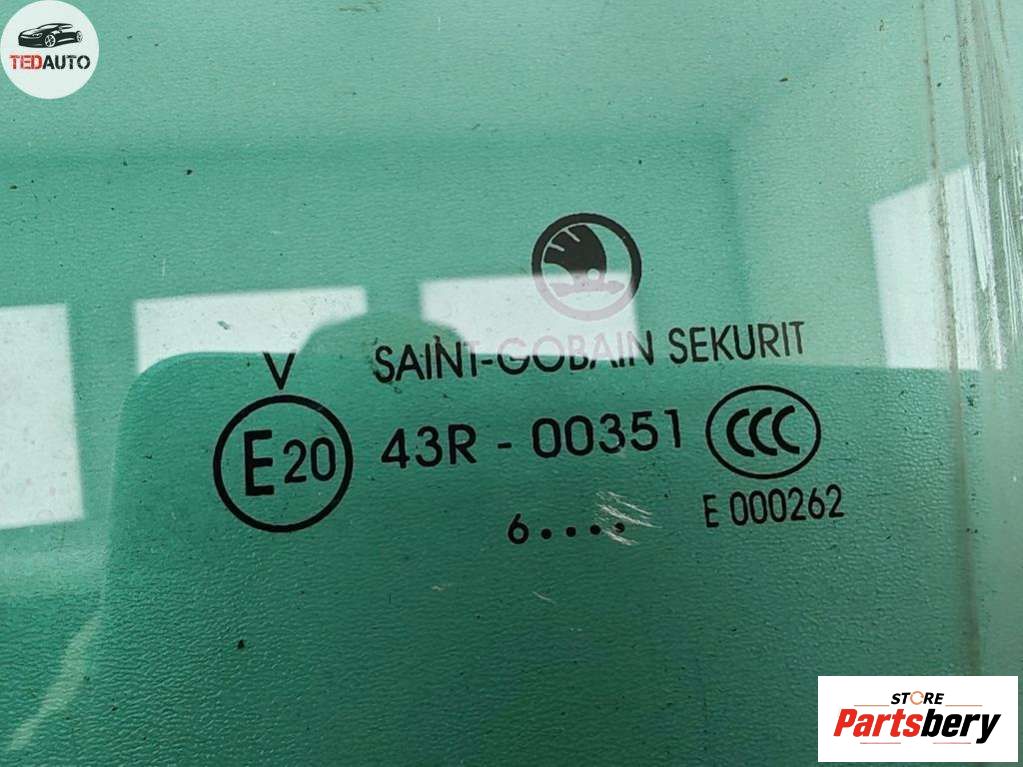 TEDAUTO
SAINT-GOBAIN SEKURIT
V
E20 43R - 00351 CCC
6.... E 000262
STORE
Partsbery